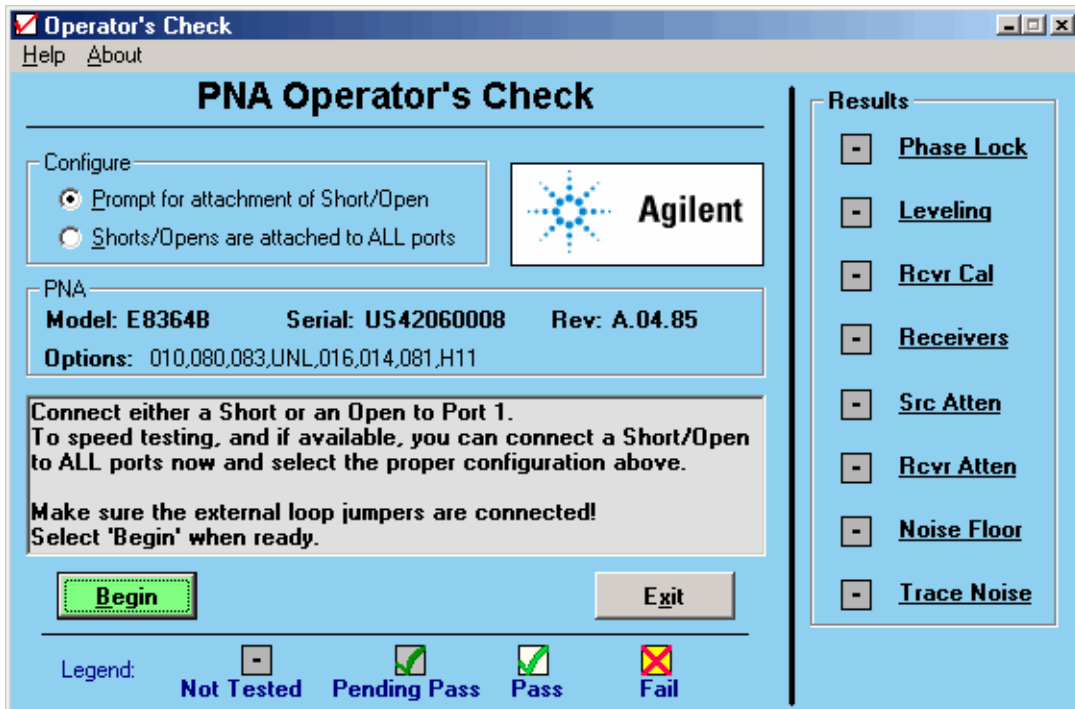 Operator's Check
Help About
PNA Operator's Check
Configure
Prompt for attachment of Short/Open
Shorts/Opens are attached to ALL ports
Agilent
PNA
Model: E8364B Serial: US42060008 Rev: A.04.85
Options: 010,080,083,UNL,016,014,081,H11
Connect either a Short or an Open to Port 1.
To speed testing, and if available, you can connect a Short/Open
to ALL ports now and select the proper configuration above.
Make sure the external loop jumpers are connected!
Select 'Begin' when ready.
Begin Exit
Legend:
Not Tested Pending Pass Pass Fail
Results
- Phase Lock
- Leveling
- Rcvr Cal
- Receivers
- Src Atten
- Rcvr Atten
- Noise Floor
- Trace Noise